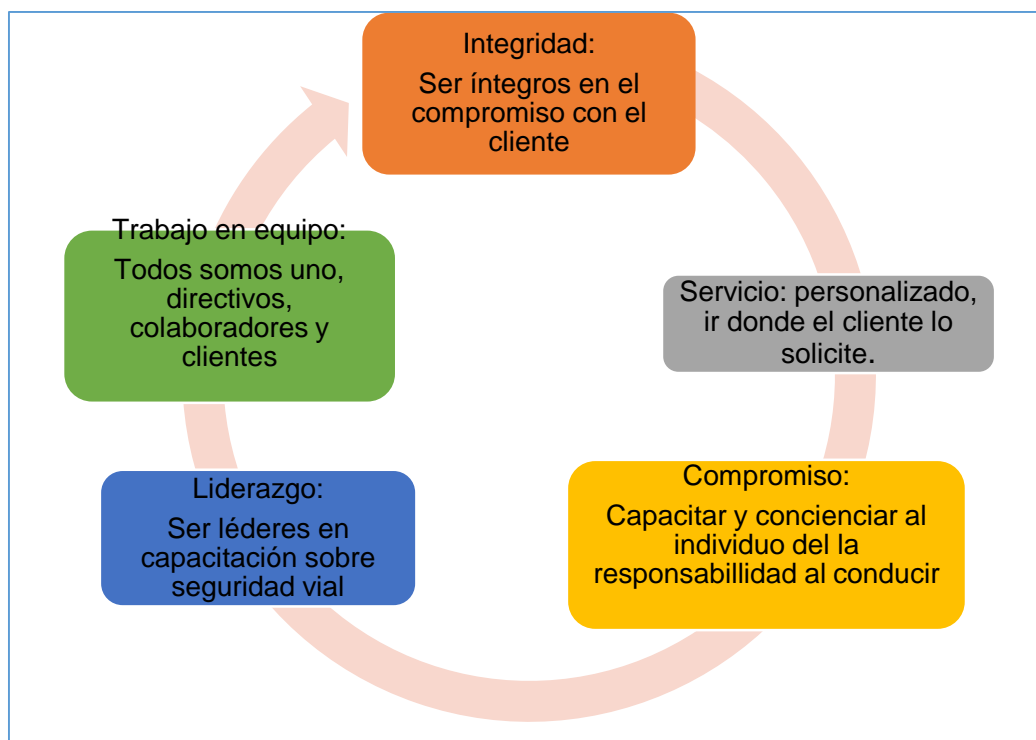 Integridad:
Ser íntegros en el
compromiso con el
cliente
Servicio: personalizado,
ir donde el cliente lo
solicite.
Compromiso:
Capacitar y concienciar al
individuo del la
responsabillidad al conducir
Liderazgo:
Ser léderes en
capacitación sobre
seguridad vial
Trabajo en equipo:
Todos somos uno,
directivos,
colaboradores y
clientes